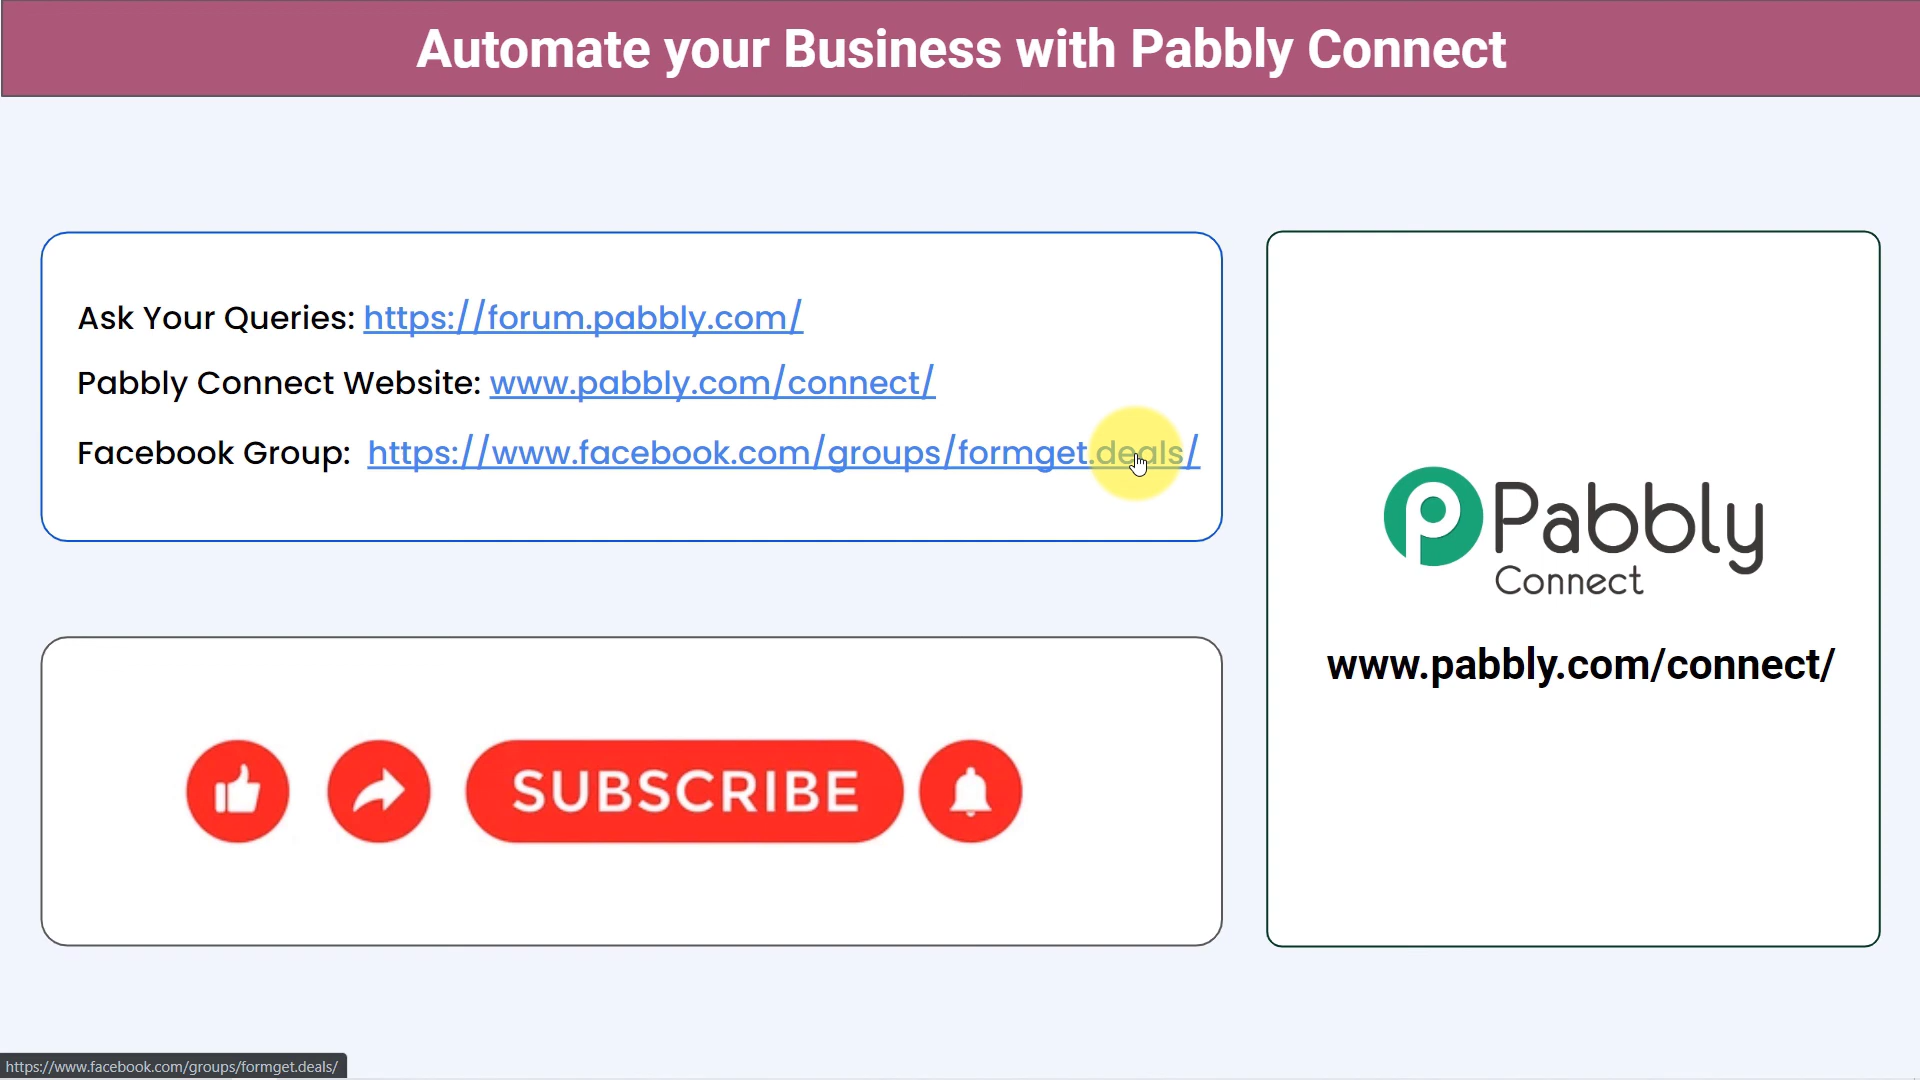 Automate your Business with Pabbly Connect
Ask Your Queries: https://forum.pabbly.com/
Pabbly Connect Website: www.pabbly.com/connect/
Facebook Group: https://www.facebook.com/groups/formget.deals/
Pabbly
Connect
www.pabbly.com/connect/
SUBSCRIBE
https://www.facebook.com/groups/formget.deals/